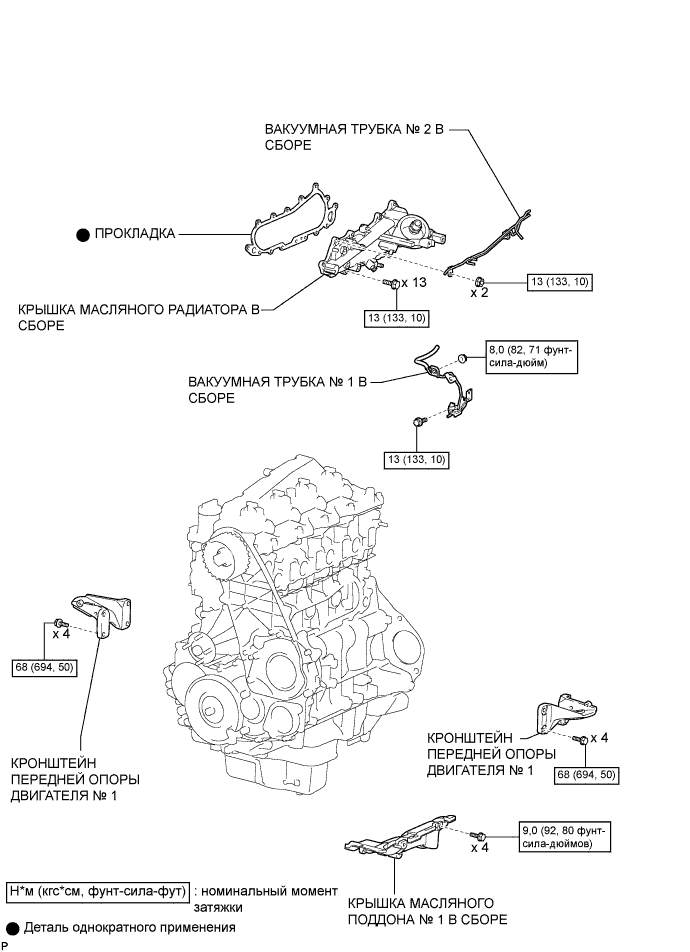 ВАКУУМНАЯ ТРУБКА № 2 В
СБОРЕ
ПРОКЛАДКА
13 (133, 10)
x 2
x 13
КРЫШКА МАСЛЯНОГО РАДИАТОРА В
СБОРЕ
13 (133, 10)
8,0 (82, 71 фунт-
сила-дюйм)
ВАКУУМНАЯ ТРУБКА № 1 В
СБОРЕ
13 (133, 10)
x 4
68 (694, 50)
КРОНШТЕЙН
ПЕРЕДНЕЙ ОПОРЫ
ДВИГАТЕЛЯ № 1
КРОНШТЕЙН
ПЕРЕДНЕЙ ОПОРЫ
ДВИГАТЕЛЯ № 1
x 4
68 (694, 50)
9,0 (92, 80 фунт-
сила-дюймов)
x 4
КРЫШКА МАСЛЯНОГО
ПОДДОНА № 1 В СБОРЕ
Н*м (кгс*см, фунт-сила-фут) : номинальный момент
затяжки
Деталь однократного применения
P